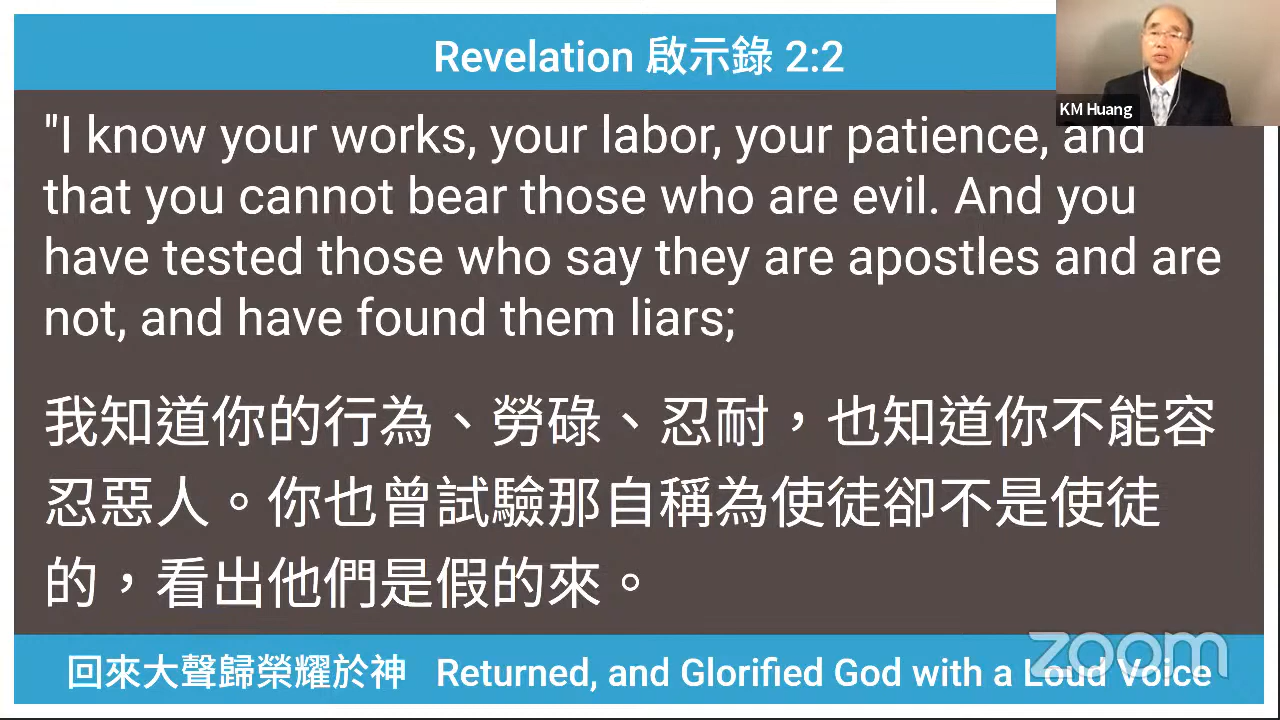 Revelation 啟示錄 2:2
KM Huang
"I know your works, your labor, your patience, and
that you cannot bear those who are evil. And you
have tested those who say they are apostles and are
not, and have found them liars;
我知道你的行為、勞碌、忍耐，也知道你不能容
忍惡人。你也曾試驗那自稱為使徒卻不是使徒
的，看出他們是假的來。
回來大聲歸榮耀於神 Returned, and Glorified God with a Loud Voice
zoom